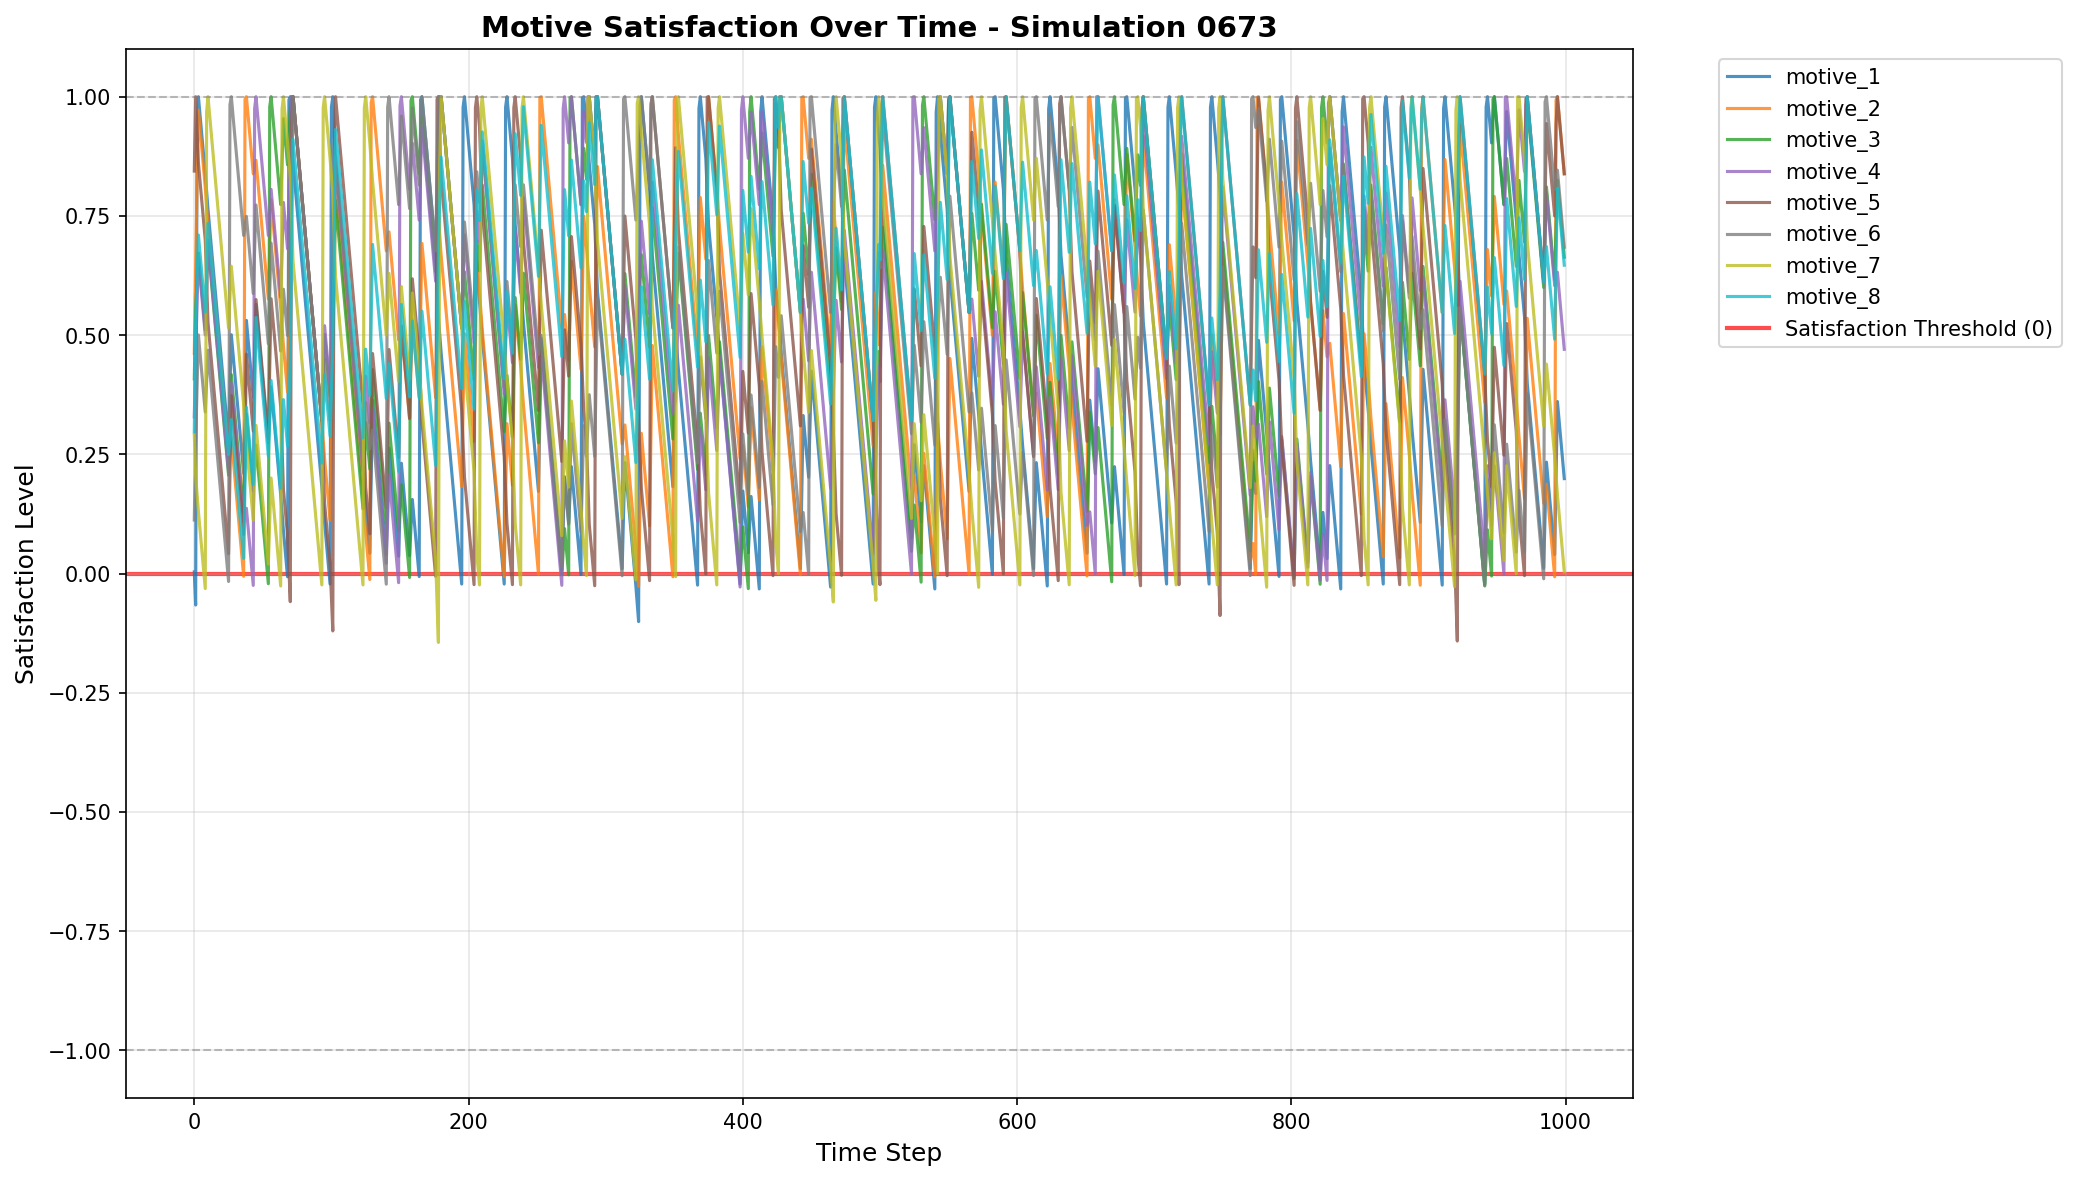 Motive Satisfaction Over Time - Simulation 0673
1.00
0.75
0.50
0.25
0.00
−0.25
−0.50
−0.75
−1.00
Satisfaction Level
0
200
400
600
800
1000
Time Step
motive_1
motive_2
motive_3
motive_4
motive_5
motive_6
motive_7
motive_8
Satisfaction Threshold (0)